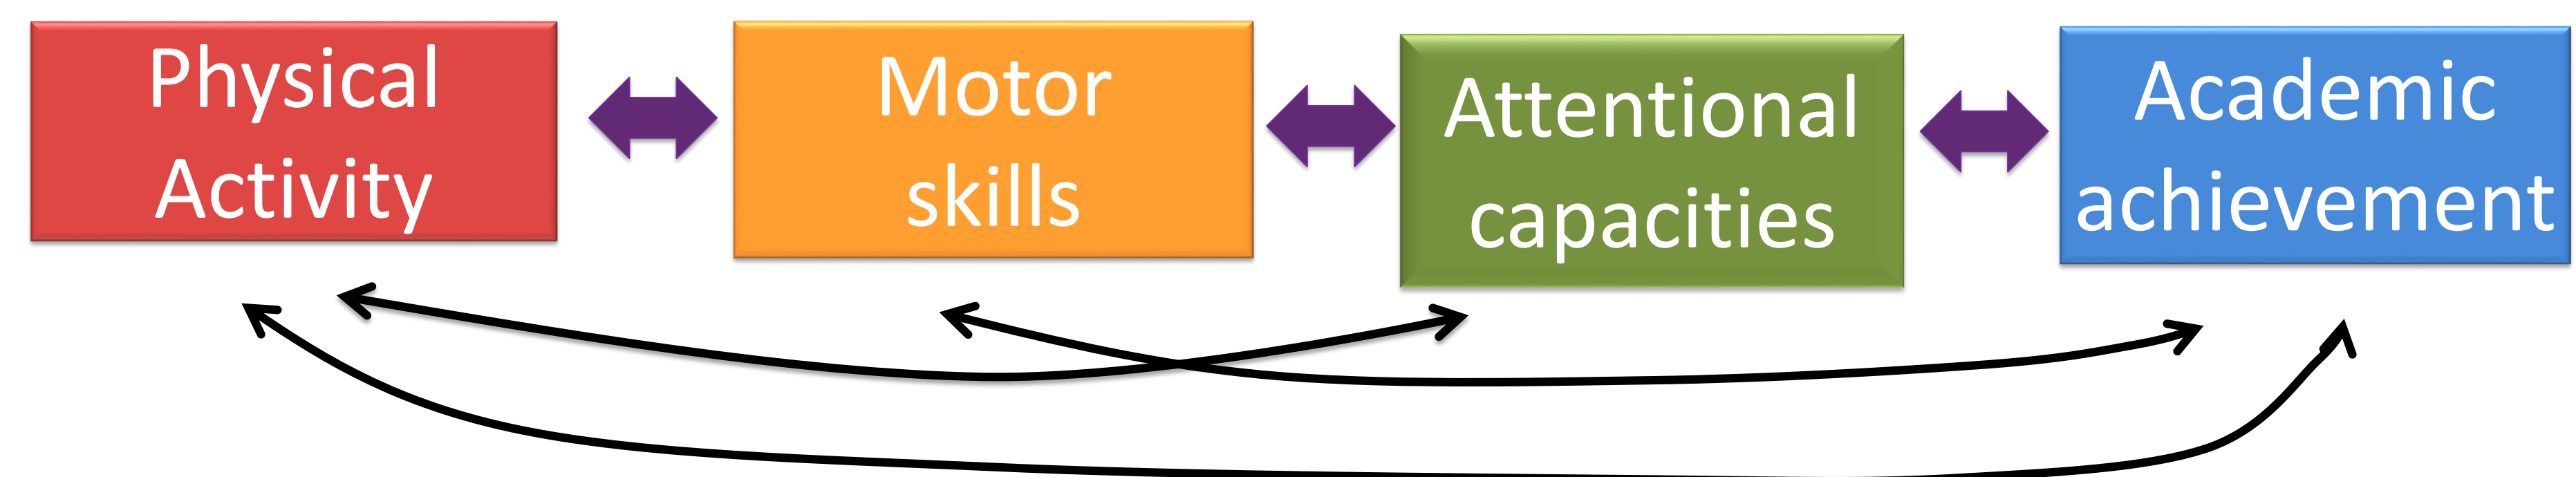 Physical
Activity
Motor
skills
Attentional
capacities
Academic
achievement